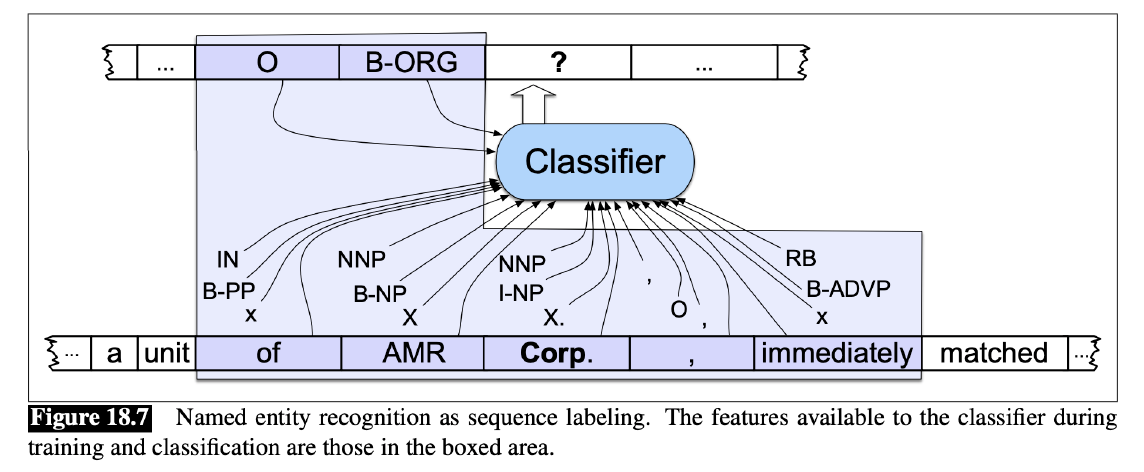 ... O B-ORG ? ...
Classifier
IN NNP NNP , RB
B-PP B-NP I-NP O B-ADVP
x X X. , x
... a unit of AMR Corp. , immediately matched ...
Figure 18.7 Named entity recognition as sequence labeling. The features available to the classifier during
training and classification are those in the boxed area.